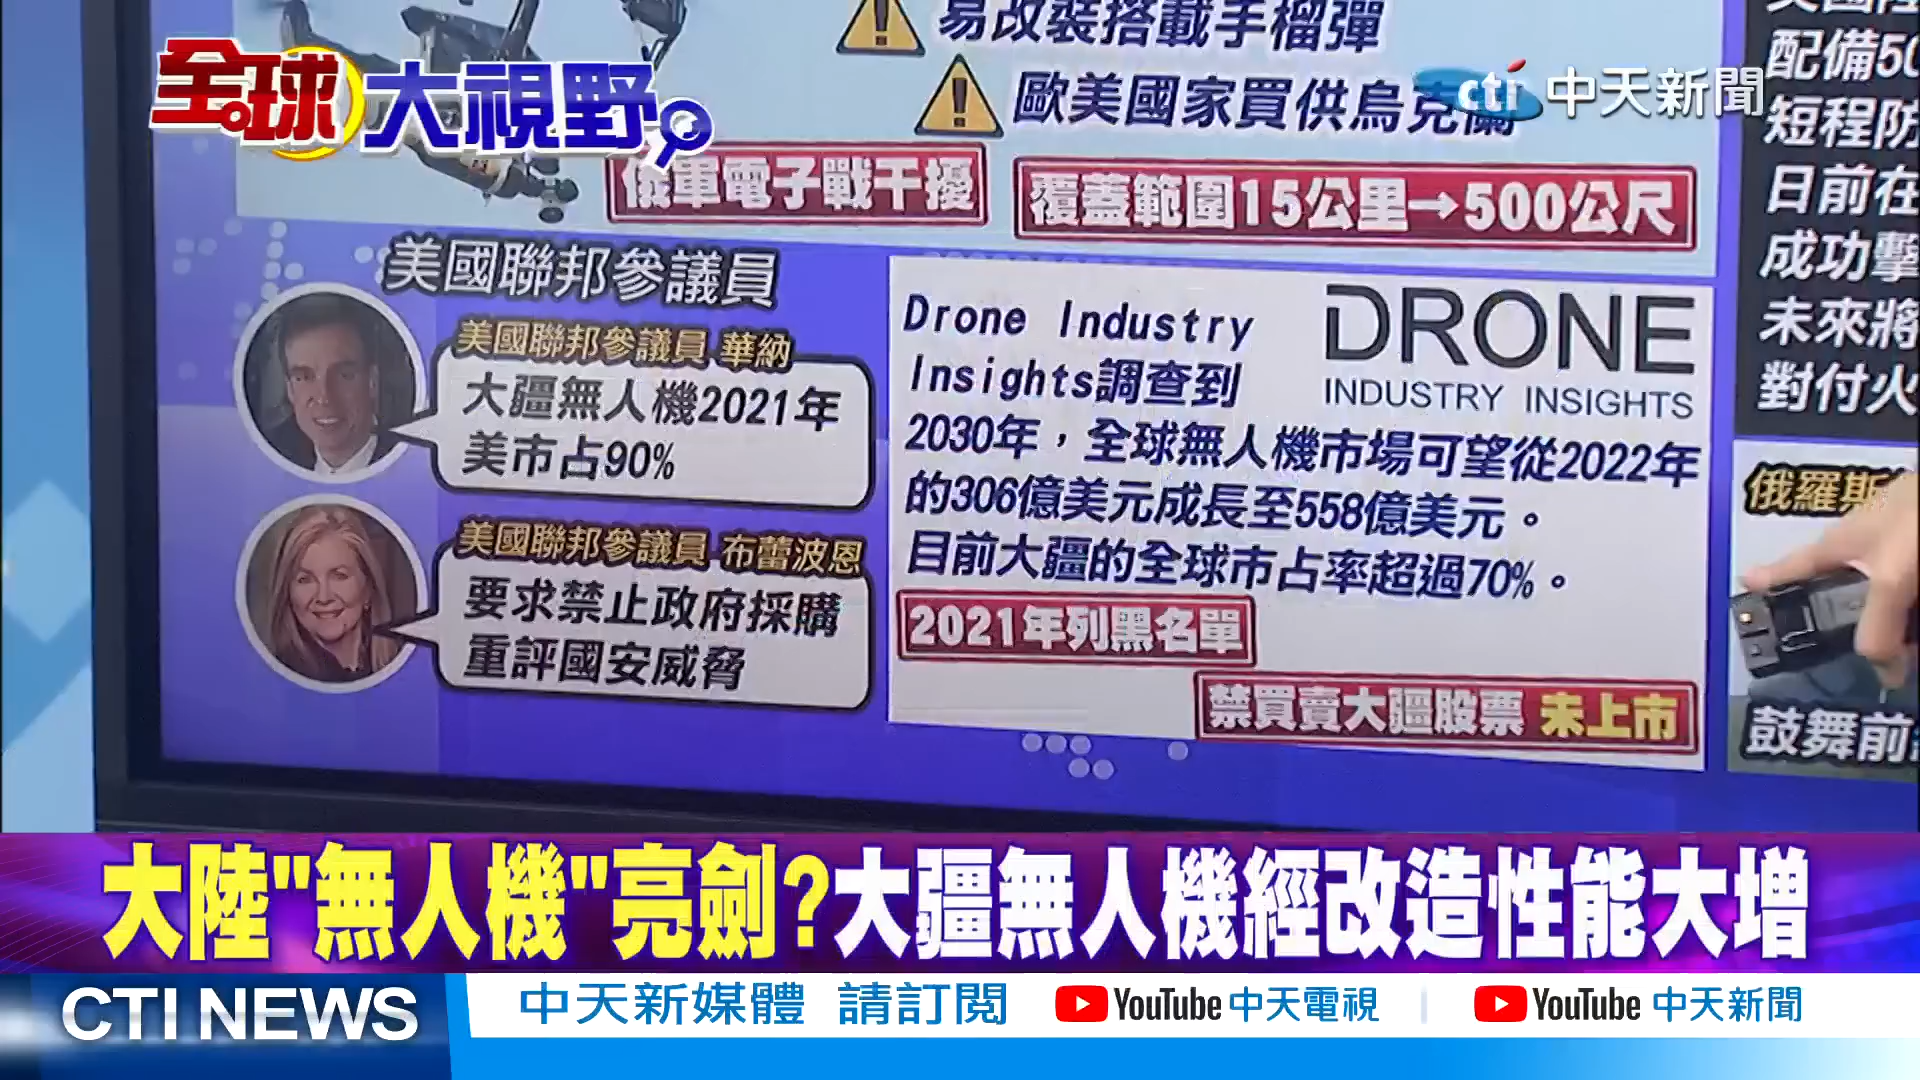 易改裝搭載手榴彈
全球大視野
歐美國家買供烏克蘭
cti 中天新聞
俄軍電子戰干擾
覆蓋範圍15公里→500公尺
配備50
短程防
日前在
成功擊
未來將
對付火
美國聯邦參議員
美國聯邦參議員 華納
大疆無人機2021年
美市占90%
美國聯邦參議員 布蕾波恩
要求禁止政府採購
重評國安威脅
Drone Industry
Insights調查到
2030年，全球無人機市場可望從2022年
的306億美元成長至558億美元。
目前大疆的全球市占率超過70%。
DRONE
INDUSTRY INSIGHTS
2021年列黑名單
禁買賣大疆股票 未上市
俄羅斯
鼓舞前
大陸"無人機"亮劍?大疆無人機經改造性能大增
CTI NEWS
中天新媒體 請訂閱 YouTube 中天電視 | YouTube 中天新聞